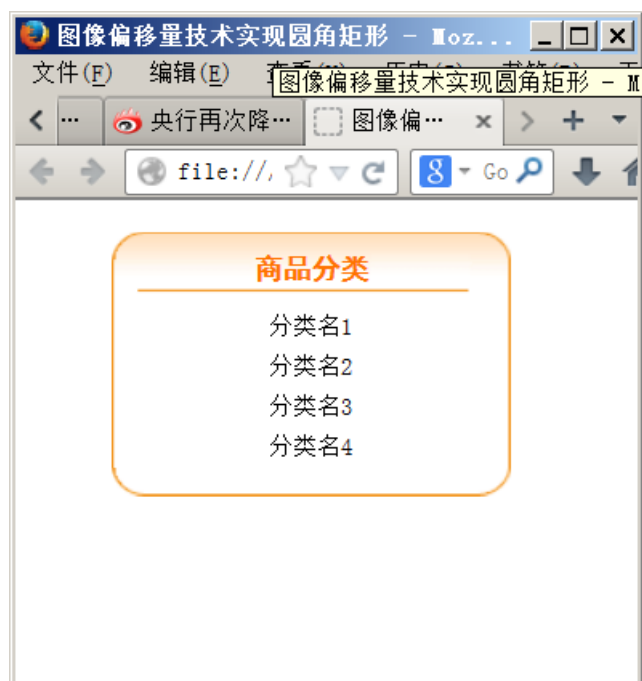 图像偏移量技术实现圆角矩形 - Moz...
文件(F) 编辑(E)
图像偏移量技术实现圆角矩形 - M
… 央行再次降… 图像偏…
file:// Go
商品分类
分类名1
分类名2
分类名3
分类名4